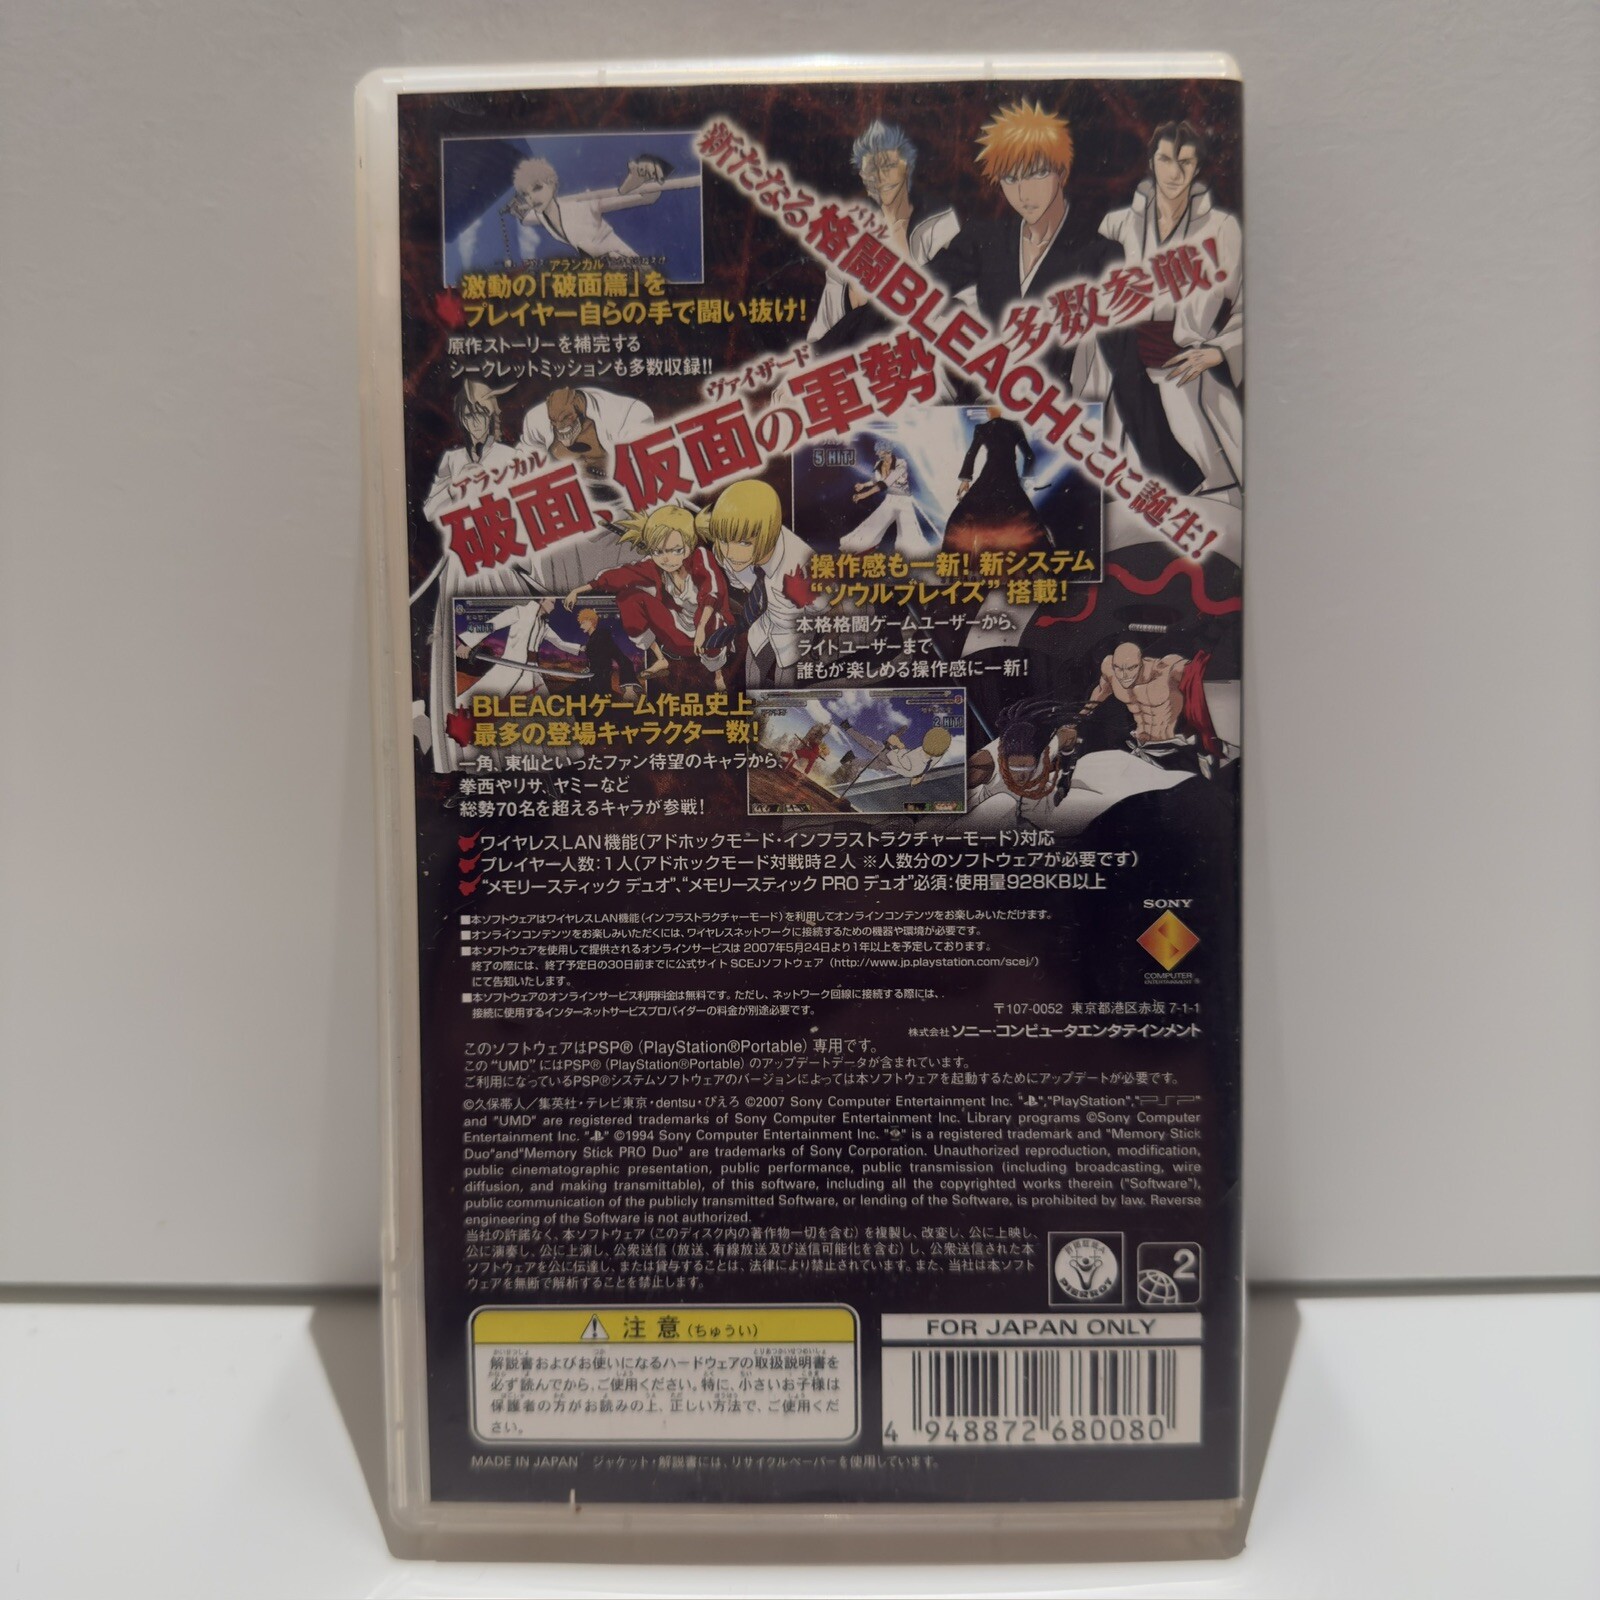 新たなる格闘BLEACHここに誕生!
バトル
破面、仮面の軍勢多数参戦!
アランカル
ヴァイザード
アランカル
激動の「破面篇」を
プレイヤー自らの手で闘い抜け!
原作ストーリーを補完する
シークレットミッションも多数収録!!
5 HIT!
操作感も一新! 新システム
“ソウルブレイズ”搭載!
本格格闘ゲームユーザーから、
ライトユーザーまで
誰もが楽しめる操作感に一新!
BLEACHゲーム作品史上
最多の登場キャラクター数!
一角、東仙といったファン待望のキャラから、
拳西やリサ、ヤミーなど
総勢70名を超えるキャラが参戦!
2 HIT!
ワイヤレスLAN機能(アドホックモード・インフラストラクチャーモード)対応
プレイヤー人数:1人(アドホックモード対戦時2人 ※人数分のソフトウェアが必要です)
“メモリースティック デュオ”、“メモリースティック PRO デュオ”必須:使用量928KB以上
■本ソフトウェアはワイヤレスLAN機能(インフラストラクチャーモード)を利用してオンラインコンテンツをお楽しみいただけます。
■オンラインコンテンツをお楽しみいただくには、ワイヤレスネットワークに接続するための機器や環境が必要です。
■本ソフトウェアを使用して提供されるオンラインサービスは 2007年5月24日より1年以上を予定しております。
終了の際には、終了予定日の30日前までに公式サイト SCEJソフトウェア (http://www.jp.playstation.com/scej/)
にて告知いたします。
■本ソフトウェアのオンラインサービス利用料金は無料です。ただし、ネットワーク回線に接続する際には、
接続に使用するインターネットサービスプロバイダーの料金が別途必要です。
SONY
COMPUTER
ENTERTAINMENT
〒107-0052 東京都港区赤坂 7-1-1
株式会社 ソニー・コンピュータエンタテインメント
このソフトウェアはPSP® (PlayStation®Portable) 専用です。
この "UMD" にはPSP® (PlayStation®Portable) のアップデートデータが含まれています。
ご利用になっているPSP®システムソフトウェアのバージョンによっては本ソフトウェアを起動するためにアップデートが必要です。
©久保帯人/集英社・テレビ東京・dentsu・ぴえろ ©2007 Sony Computer Entertainment Inc. "","PlayStation","PSP"
and "UMD" are registered trademarks of Sony Computer Entertainment Inc. Library programs ©Sony Computer
Entertainment Inc. "" ©1994 Sony Computer Entertainment Inc. "" is a registered trademark and "Memory Stick
Duo"and"Memory Stick PRO Duo" are trademarks of Sony Corporation. Unauthorized reproduction, modification,
public cinematographic presentation, public performance, public transmission (including broadcasting, wire
diffusion, and making transmittable), of this software, including all the copyrighted works therein ("Software"),
public communication of the publicly transmitted Software, or lending of the Software, is prohibited by law. Reverse
engineering of the Software is not authorized.
当社の許諾なく、本ソフトウェア(このディスク内の著作物一切を含む)を複製し、改変し、公に上映し、
公に演奏し、公に上演し、公衆送信(放送、有線放送及び送信可能化を含む)し、公衆送信された本
ソフトウェアを公に伝達し、または貸与することは、法律により禁止されています。また、当社は本ソフト
ウェアを無断で解析することを禁止します。
PIERROT
2
注意(ちゅうい)
解説書およびお使いになるハードウェアの取扱説明書を
必ず読んでから、ご使用ください。特に、小さいお子様は
保護者の方がお読みの上、正しい方法で、ご使用くだ
さい。
FOR JAPAN ONLY
4 948872 680080
MADE IN JAPAN ジャケット・解説書には、リサイクルペーパーを使用しています。